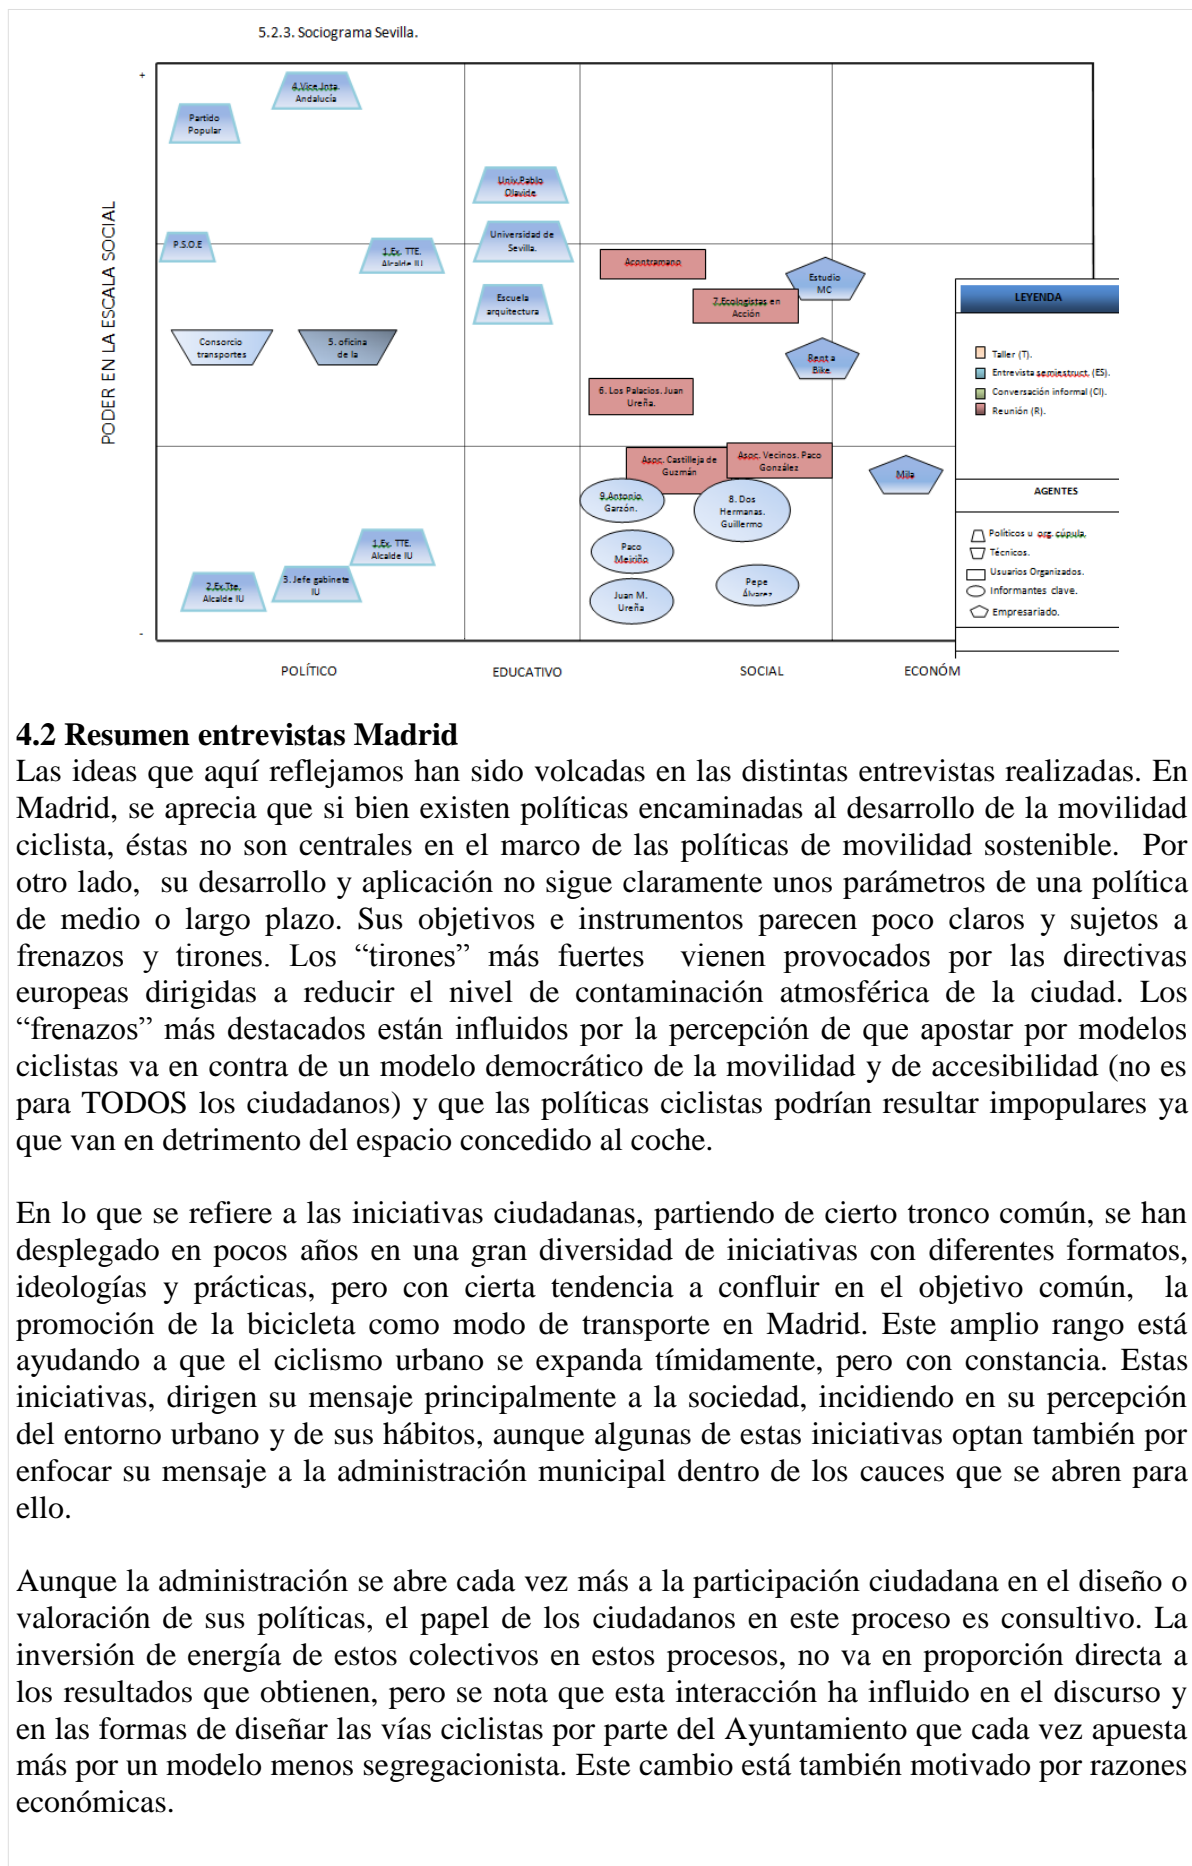 5.2.3. Sociograma Sevilla.
+
4.Vice.Jnta.
Andalucía
Partido
Popular
Univ.Pablo
Olavide
P.S.O.E
1.Ex. TTE.
Alcalde IU
Universidad de
Sevilla.
Acontramano
Estudio
MC
Escuela
arquitectura
7.Ecologistas en
Acción
Consorcio
transportes
5. oficina
de la
Rent a
Bike
6. Los Palacios. Juan
Ureña.
Asoc. Castilleja de
Guzmán
Asoc. Vecinos. Paco
González
Mila
9.Antonio
Garzón.
8. Dos
Hermanas.
Guillermo
1.Ex. TTE.
Alcalde IU
Paco
Meiriño
2.Ex.Tte.
Alcalde IU
3. Jefe gabinete
IU
Juan M.
Ureña
Pepe
Álvarez
-
PODER EN LA ESCALA SOCIAL
POLÍTICO
EDUCATIVO
SOCIAL
ECONÓM
LEYENDA
Taller (T).
Entrevista semiestruct. (ES).
Conversación informal (CI).
Reunión (R).
AGENTES
Políticos u org. cúpula.
Técnicos.
Usuarios Organizados.
Informantes clave.
Empresariado.
4.2 Resumen entrevistas Madrid
Las ideas que aquí reflejamos han sido volcadas en las distintas entrevistas realizadas. En
Madrid, se aprecia que si bien existen políticas encaminadas al desarrollo de la movilidad
ciclista, éstas no son centrales en el marco de las políticas de movilidad sostenible. Por
otro lado, su desarrollo y aplicación no sigue claramente unos parámetros de una política
de medio o largo plazo. Sus objetivos e instrumentos parecen poco claros y sujetos a
frenazos y tirones. Los “tirones” más fuertes vienen provocados por las directivas
europeas dirigidas a reducir el nivel de contaminación atmosférica de la ciudad. Los
“frenazos” más destacados están influidos por la percepción de que apostar por modelos
ciclistas va en contra de un modelo democrático de la movilidad y de accesibilidad (no es
para TODOS los ciudadanos) y que las políticas ciclistas podrían resultar impopulares ya
que van en detrimento del espacio concedido al coche.
En lo que se refiere a las iniciativas ciudadanas, partiendo de cierto tronco común, se han
desplegado en pocos años en una gran diversidad de iniciativas con diferentes formatos,
ideologías y prácticas, pero con cierta tendencia a confluir en el objetivo común, la
promoción de la bicicleta como modo de transporte en Madrid. Este amplio rango está
ayudando a que el ciclismo urbano se expanda tímidamente, pero con constancia. Estas
iniciativas, dirigen su mensaje principalmente a la sociedad, incidiendo en su percepción
del entorno urbano y de sus hábitos, aunque algunas de estas iniciativas optan también por
enfocar su mensaje a la administración municipal dentro de los cauces que se abren para
ello.
Aunque la administración se abre cada vez más a la participación ciudadana en el diseño o
valoración de sus políticas, el papel de los ciudadanos en este proceso es consultivo. La
inversión de energía de estos colectivos en estos procesos, no va en proporción directa a
los resultados que obtienen, pero se nota que esta interacción ha influido en el discurso y
en las formas de diseñar las vías ciclistas por parte del Ayuntamiento que cada vez apuesta
más por un modelo menos segregacionista. Este cambio está también motivado por razones
económicas.